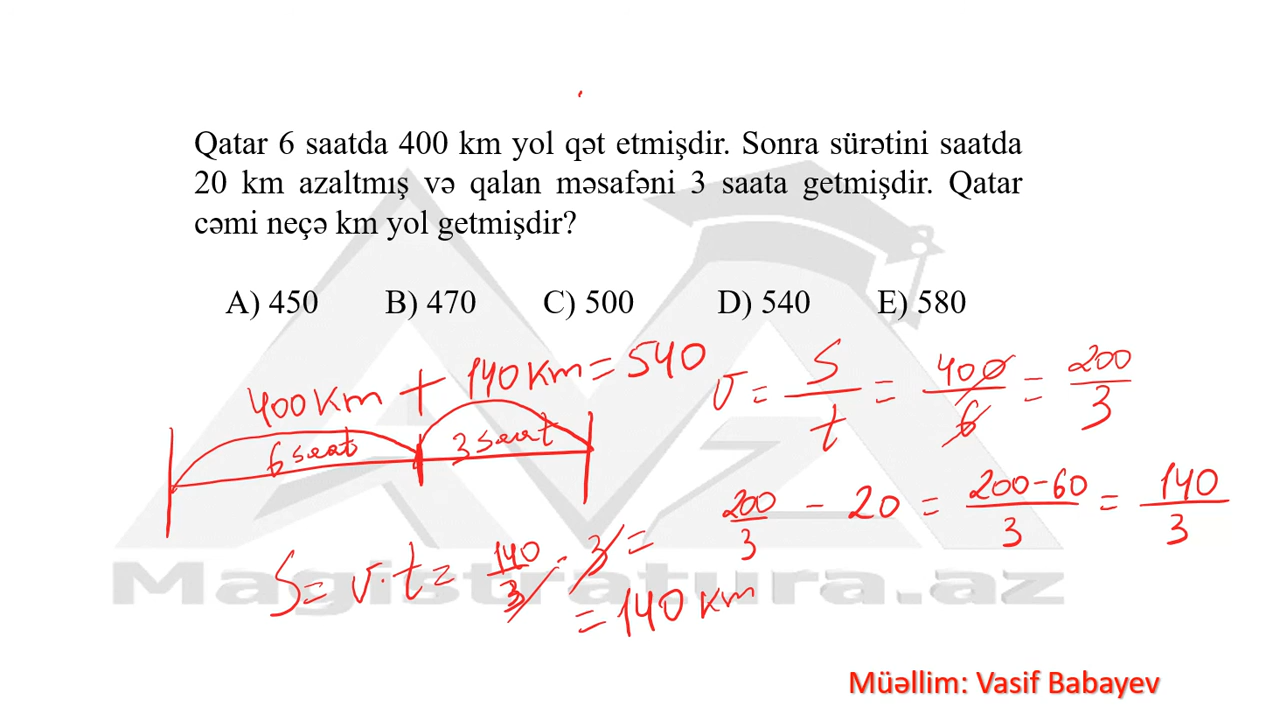 Qatar 6 saatda 400 km yol qət etmişdir. Sonra sürətini saatda
20 km azaltmış və qalan məsafəni 3 saata getmişdir. Qatar
cəmi neçə km yol getmişdir?
A) 450 B) 470 C) 500 D) 540 E) 580
400 km + 140 km = 540
6 saat 3 saat
v = S/t = 400/6 = 200/3
200/3 - 20 = 200-60/3 = 140/3
S = v·t = 140/3 · 3 =
= 140 km
Magistratura.az
Müəllim: Vasif Babayev